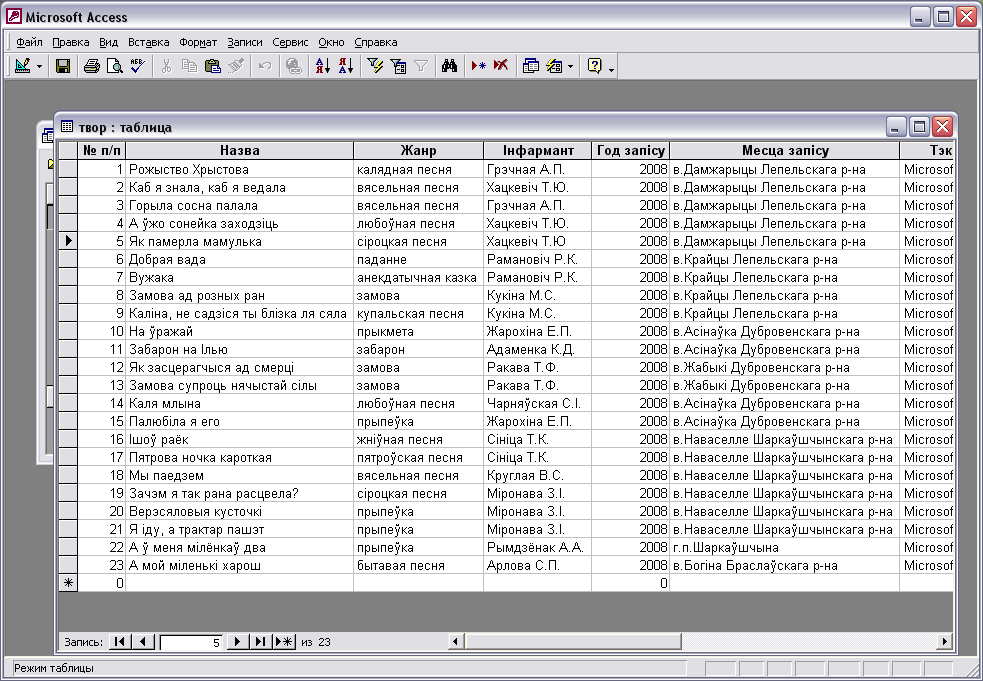 Microsoft Access
Файл Правка Вид Вставка Формат Записи Сервис Окно Справка
твор : таблица
№ п/п Назва Жанр Інфармант Год запісу Месца запісу Тэк
1 Рожыство Хрыстова калядная песня Грэчная А.П. 2008 в.Дамжарыцы Лепельскага р-на Microsof
2 Каб я знала, каб я ведала вясельная песня Хацкевіч Т.Ю. 2008 в.Дамжарыцы Лепельскага р-на Microsof
3 Горыла сосна палала вясельная песня Грэчная А.П. 2008 в.Дамжарыцы Лепельскага р-на Microsof
4 А ўжо сонейка заходзіць любоўная песня Хацкевіч Т.Ю. 2008 в.Дамжарыцы Лепельскага р-на Microsof
5 Як памерла мамулька сіроцкая песня Хацкевіч Т.Ю 2008 в.Дамжарыцы Лепельскага р-на Microsof
6 Добрая вада паданне Рамановіч Р.К. 2008 в.Крайцы Лепельскага р-на Microsof
7 Вужака анекдатычная казка Рамановіч Р.К. 2008 в.Крайцы Лепельскага р-на Microsof
8 Замова ад розных ран замова Кукіна М.С. 2008 в.Крайцы Лепельскага р-на Microsof
9 Каліна, не садзіся ты блізка ля сяла купальская песня Кукіна М.С. 2008 в.Крайцы Лепельскага р-на Microsof
10 На ўражай прыкмета Жарохіна Е.П. 2008 в.Асінаўка Дубровенскага р-на Microsof
11 Забарон на Ілью забарон Адаменка К.Д. 2008 в.Асінаўка Дубровенскага р-на Microsof
12 Як засцерагчыся ад смерці замова Ракава Т.Ф. 2008 в.Жабыкі Дубровенскага р-на Microsof
13 Замова супроць нячыстай сілы замова Ракава Т.Ф. 2008 в.Жабыкі Дубровенскага р-на Microsof
14 Каля млына любоўная песня Чарняўская С.І. 2008 в.Асінаўка Дубровенскага р-на Microsof
15 Палюбіла я его прыпеўка Жарохіна Е.П. 2008 в.Асінаўка Дубровенскага р-на Microsof
16 Ішоў раёк жніўная песня Сініца Т.К. 2008 в.Наваселле Шаркаўшчынскага р-на Microsof
17 Пятрова ночка кароткая пятроўская песня Сініца Т.К. 2008 в.Наваселле Шаркаўшчынскага р-на Microsof
18 Мы паедзем вясельная песня Круглая В.С. 2008 в.Наваселле Шаркаўшчынскага р-на Microsof
19 Зачэм я так рана расцвела? сіроцкая песня Міронава З.І. 2008 в.Наваселле Шаркаўшчынскага р-на Microsof
20 Верэсяловыя кусточкі прыпеўка Міронава З.І. 2008 в.Наваселле Шаркаўшчынскага р-на Microsof
21 Я іду, а трактар пашэт прыпеўка Міронава З.І. 2008 в.Наваселле Шаркаўшчынскага р-на Microsof
22 А ў меня мілёнкаў два прыпеўка Рымдзёнак А.А. 2008 г.п.Шаркаўшчына Microsof
23 А мой міленькі харош бытавая песня Арлова С.П. 2008 в.Богіна Браслаўскага р-на Microsof
0 0
Запись: 5 из 23
Режим таблицы